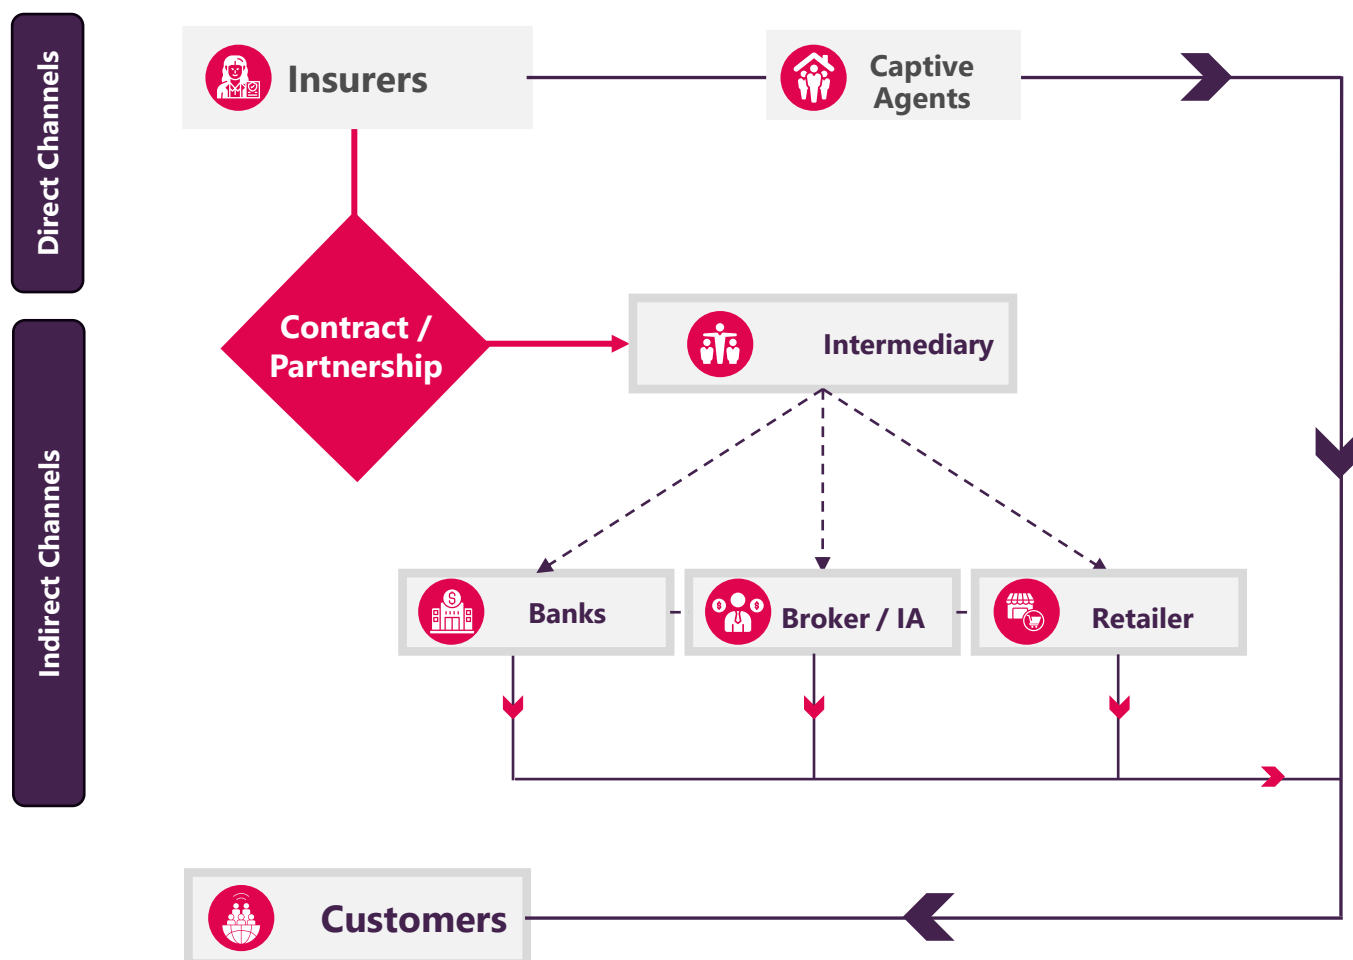 Direct Channels
Insurers
Captive
Agents
Contract /
Partnership
Intermediary
Indirect Channels
Banks
Broker / IA
Retailer
Customers